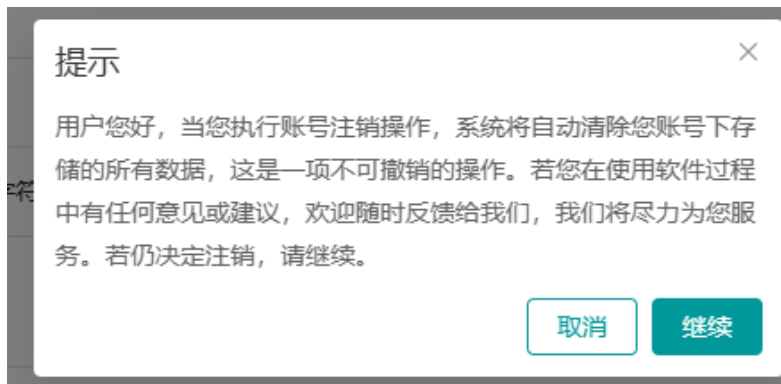 提示
用户您好，当您执行账号注销操作，系统将自动清除您账号下存
储的所有数据，这是一项不可撤销的操作。若您在使用软件过程
中有任何意见或建议，欢迎随时反馈给我们，我们将尽力为您服
务。若仍决定注销，请继续。
取消
继续